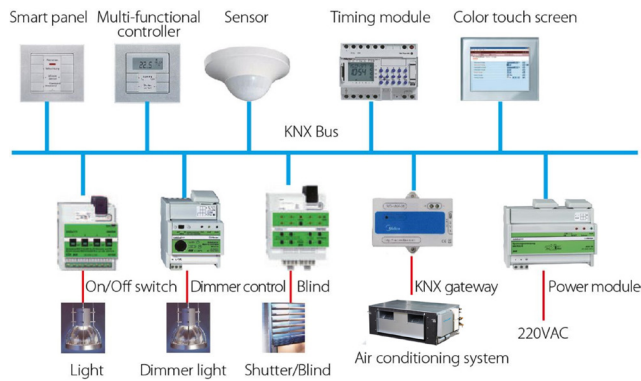 Smart panel
Multi-functional
controller
Sensor
Timing module
Color touch screen
KNX Bus
On/Off switch
Dimmer control
Blind
KNX gateway
Power module
220VAC
Light
Dimmer light
Shutter/Blind
Air conditioning system